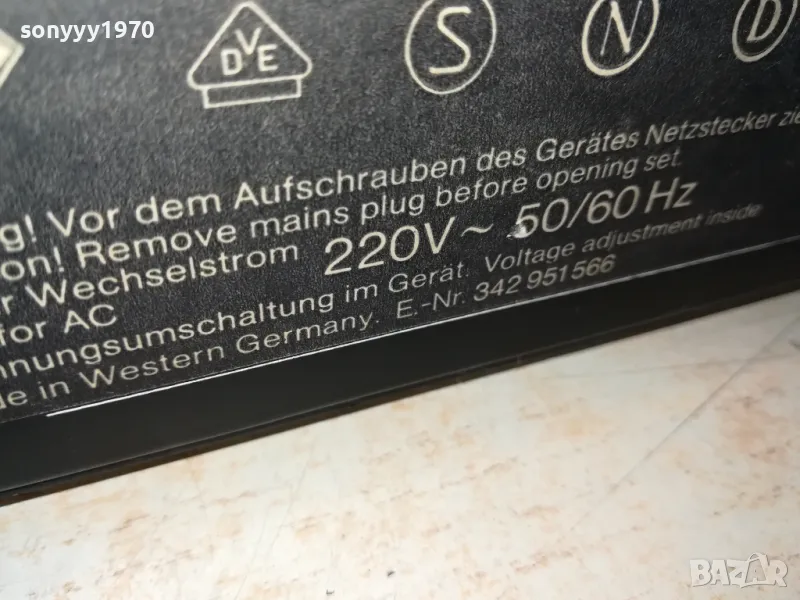 sonyyy1970
DVE S N D
g! Vor dem Aufschrauben des Gerätes Netzstecker zie
on! Remove mains plug before opening set.
r Wechselstrom 220V~ 50/60 Hz
for AC
nnungsumschaltung im Gerät. Voltage adjustment inside
de in Western Germany. E.-Nr. 342 951 566
BAZAR